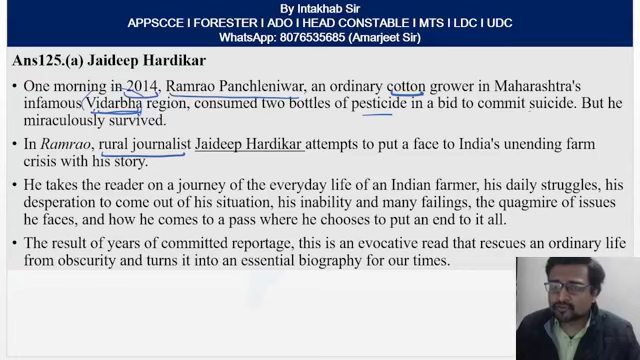 By Intakhab Sir
APPSCCE I FORESTER I ADO I HEAD CONSTABLE I MTS I LDC I UDC
WhatsApp: 8076535685 (Amarjeet Sir)
Ans125.(a) Jaideep Hardikar
• One morning in 2014, Ramrao Panchleniwar, an ordinary cotton grower in Maharashtra's
infamous Vidarbha region, consumed two bottles of pesticide in a bid to commit suicide. But he
miraculously survived.
• In Ramrao, rural journalist Jaideep Hardikar attempts to put a face to India's unending farm
crisis with his story.
• He takes the reader on a journey of the everyday life of an Indian farmer, his daily struggles, his
desperation to come out of his situation, his inability and many failings, the quagmire of issues
he faces, and how he comes to a pass where he chooses to put an end to it all.
• The result of years of committed reportage, this is an evocative read that rescues an ordinary life
from obscurity and turns it into an essential biography for our times.